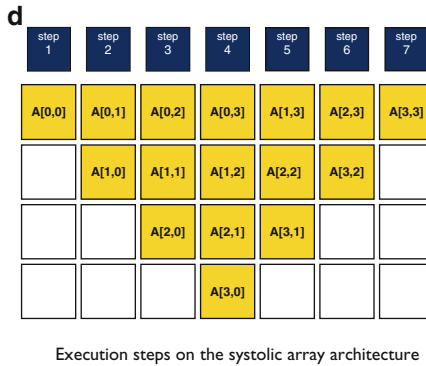 d
step 1 step 2 step 3 step 4 step 5 step 6 step 7
A[0,0] A[0,1] A[0,2] A[0,3] A[1,3] A[2,3] A[3,3]
A[1,0] A[1,1] A[1,2] A[2,2] A[3,2]
A[2,0] A[2,1] A[3,1]
A[3,0]
Execution steps on the systolic array architecture